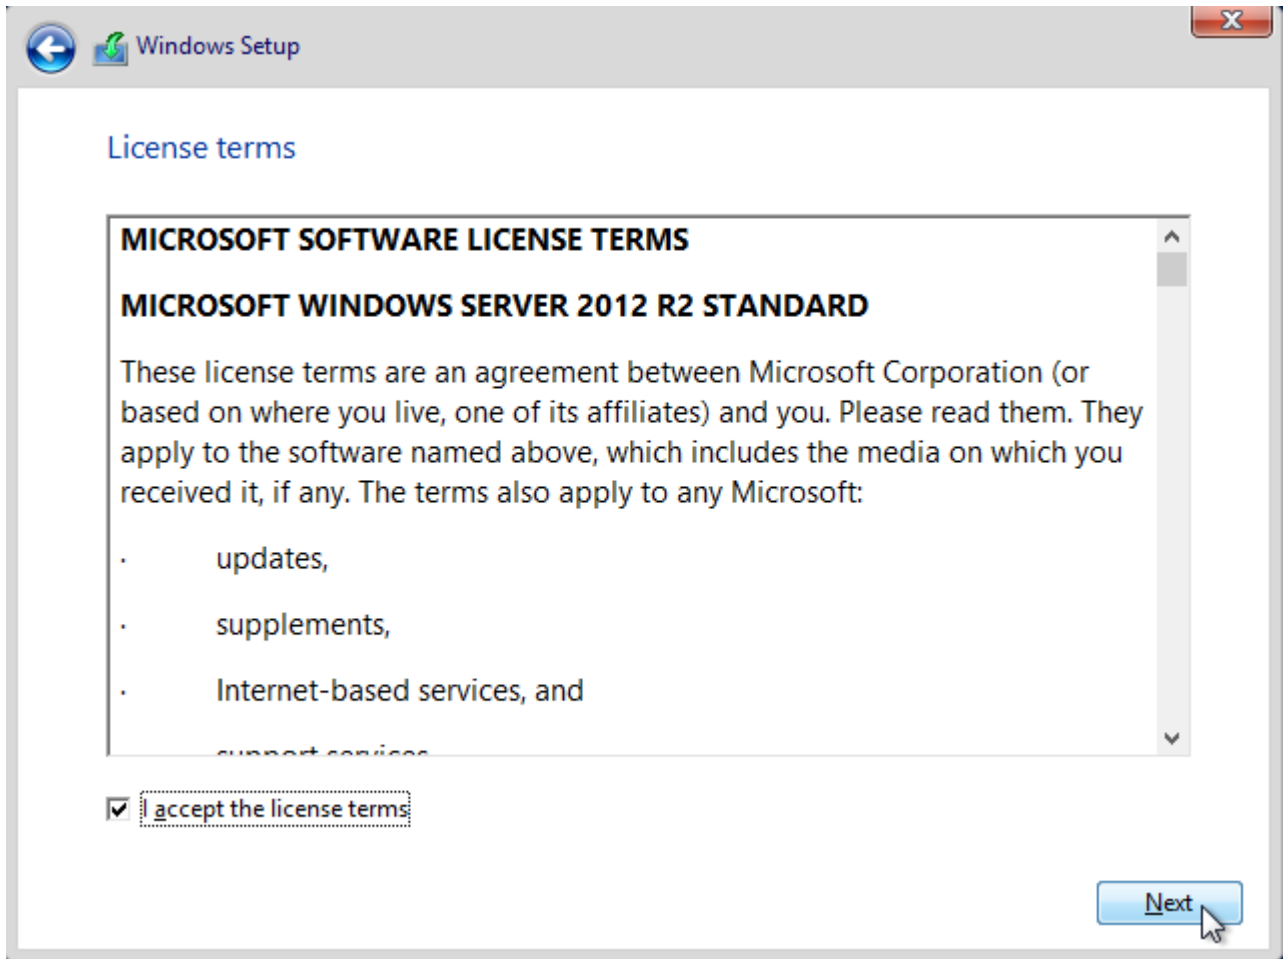 Windows Setup
License terms
MICROSOFT SOFTWARE LICENSE TERMS
MICROSOFT WINDOWS SERVER 2012 R2 STANDARD
These license terms are an agreement between Microsoft Corporation (or
based on where you live, one of its affiliates) and you. Please read them. They
apply to the software named above, which includes the media on which you
received it, if any. The terms also apply to any Microsoft:
· updates,
· supplements,
· Internet-based services, and
support services
I accept the license terms
Next